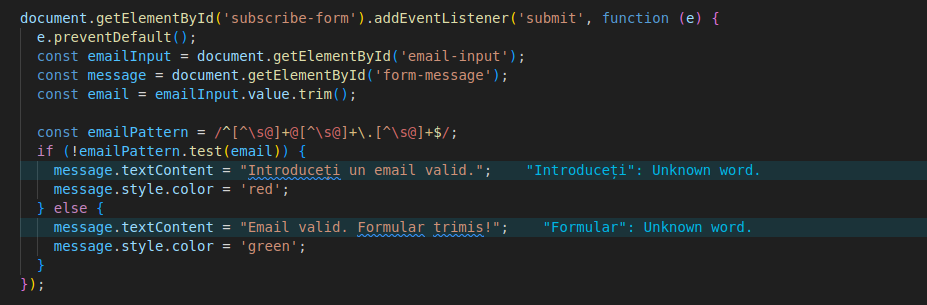 document.getElementById('subscribe-form').addEventListener('submit', function (e) {
  e.preventDefault();
  const emailInput = document.getElementById('email-input');
  const message = document.getElementById('form-message');
  const email = emailInput.value.trim();

  const emailPattern = /^[^\s@]+@[^\s@]+\.[^\s@]+$/;
  if (!emailPattern.test(email)) {
    message.textContent = "Introduceți un email valid.";    "Introduceți": Unknown word.
    message.style.color = 'red';
  } else {
    message.textContent = "Email valid. Formular trimis!";    "Formular": Unknown word.
    message.style.color = 'green';
  }
});